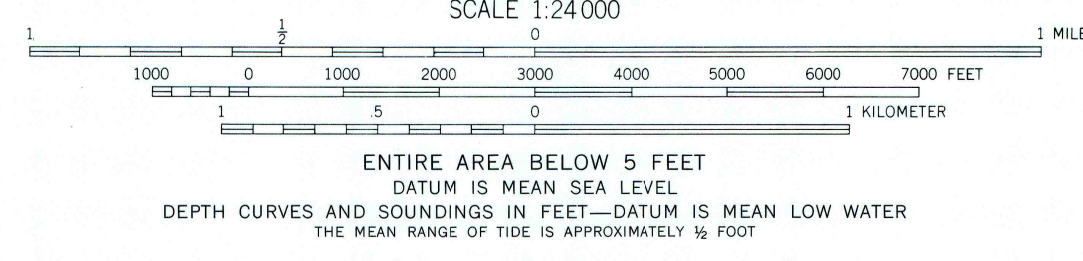 SCALE 1:24 000
1 ½ 0 1 MILE
1000 0 1000 2000 3000 4000 5000 6000 7000 FEET
1 .5 0 1 KILOMETER
ENTIRE AREA BELOW 5 FEET
DATUM IS MEAN SEA LEVEL
DEPTH CURVES AND SOUNDINGS IN FEET—DATUM IS MEAN LOW WATER
THE MEAN RANGE OF TIDE IS APPROXIMATELY ½ FOOT